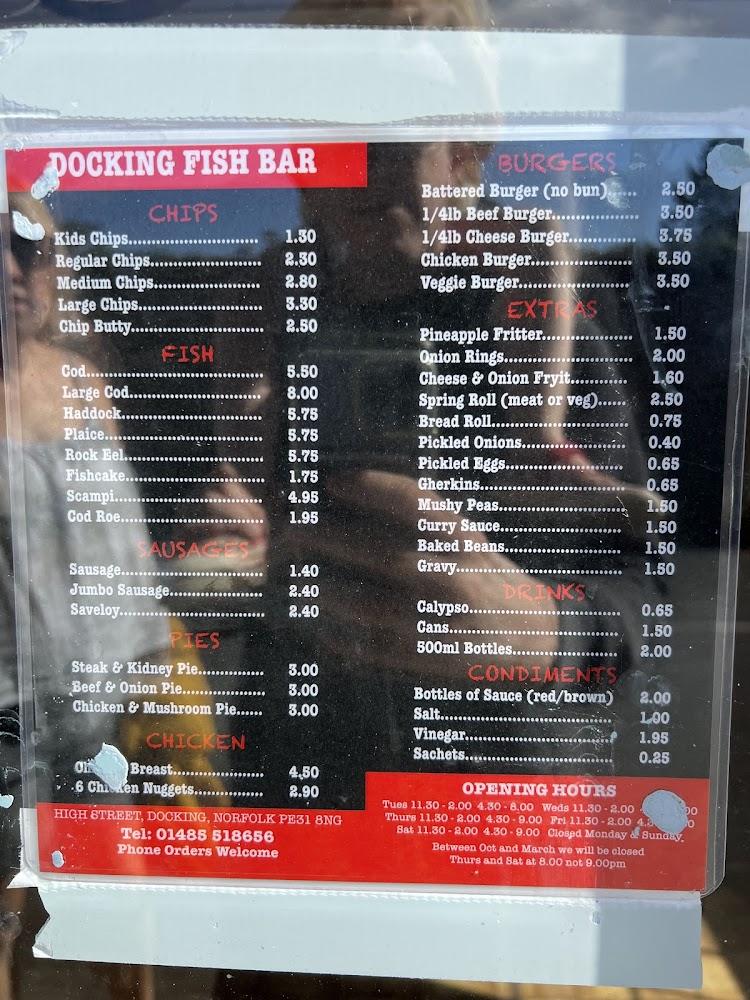 DOCKING FISH BAR
CHIPS
Kids Chips.............................. 1.30
Regular Chips.......................... 2.30
Medium Chips......................... 2.80
Large Chips............................. 3.30
Chip Butty............................... 2.50
FISH
Cod............................................... 5.50
Large Cod................................ 8.00
Haddock.................................. 5.75
Plaice....................................... 5.75
Rock Eel................................... 5.75
Fishcake................................... 1.75
Scampi..................................... 4.95
Cod Roe.................................... 1.95
SAUSAGES
Sausage.................................... 1.40
Jumbo Sausage...................... 2.40
Saveloy..................................... 2.40
PIES
Steak & Kidney Pie............... 3.00
Beef & Onion Pie................... 3.00
Chicken & Mushroom Pie...... 3.00
CHICKEN
Breast..................... 4.50
6 Chicken Nuggets................ 2.90
HIGH STREET, DOCKING, NORFOLK PE31 8NG
Tel: 01485 518656
Phone Orders Welcome
BURGERS
Battered Burger (no bun)...... 2.50
1/4lb Beef Burger.................... 3.50
1/4lb Cheese Burger................ 3.75
Chicken Burger....................... 3.50
Veggie Burger.......................... 3.50
EXTRAS
Pineapple Fritter..................... 1.50
Onion Rings............................. 2.00
Cheese & Onion Fryit............. 1.60
Spring Roll (meat or veg)...... 2.50
Bread Roll................................ 0.75
Pickled Onions........................ 0.40
Pickled Eggs............................ 0.65
Gherkins................................... 0.65
Mushy Peas.............................. 1.50
Curry Sauce............................. 1.50
Baked Beans............................ 1.50
Gravy........................................ 1.50
DRINKS
Calypso..................................... 0.65
Cans.......................................... 1.50
500ml Bottles.......................... 2.00
CONDIMENTS
Bottles of Sauce (red/brown) 2.00
Salt............................................ 1.00
Vinegar..................................... 1.95
Sachets..................................... 0.25
OPENING HOURS
Tues 11.30 - 2.00 4.30 - 8.00 Weds 11.30 - 2.00
Thurs 11.30 - 2.00 4.30 - 9.00 Fri 11.30 - 2.00
Sat 11.30 - 2.00 4.30 - 9.00 Closed Monday & Sunday.
Between Oct and March we will be closed
Thurs and Sat at 8.00 not 9.00pm